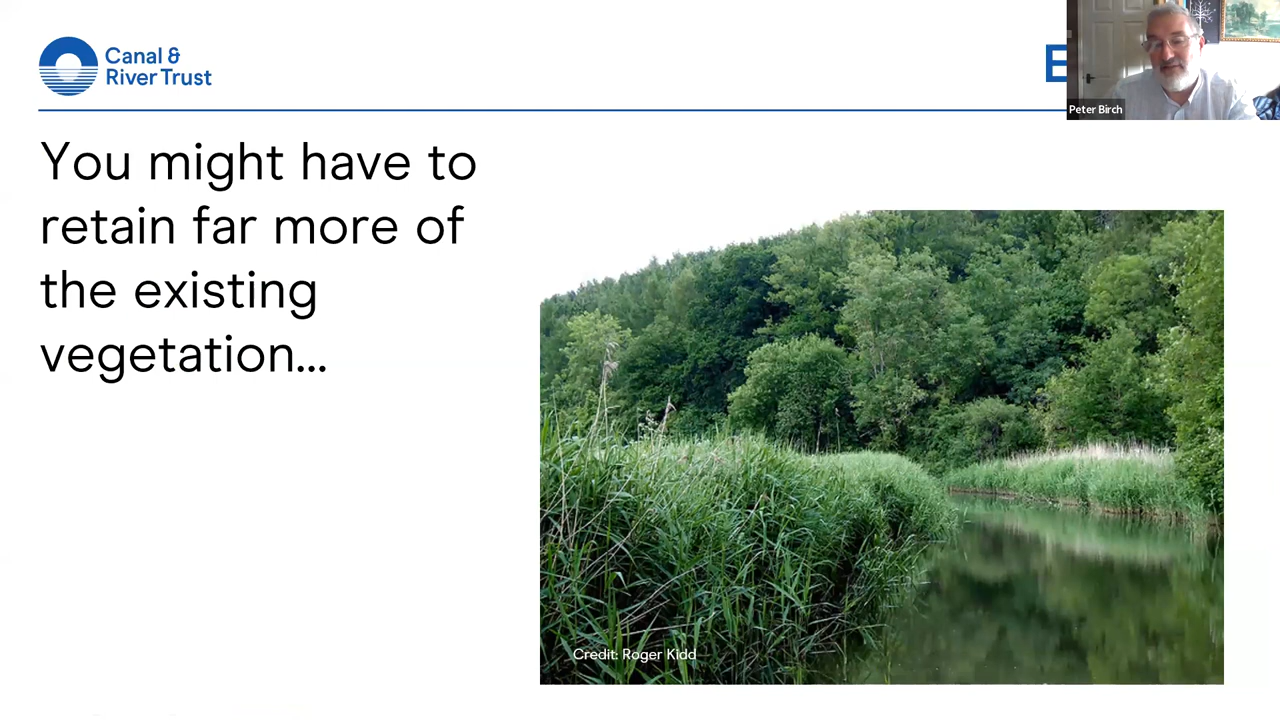 Canal &
River Trust
Peter Birch
You might have to
retain far more of
the existing
vegetation...
Credit: Roger Kidd